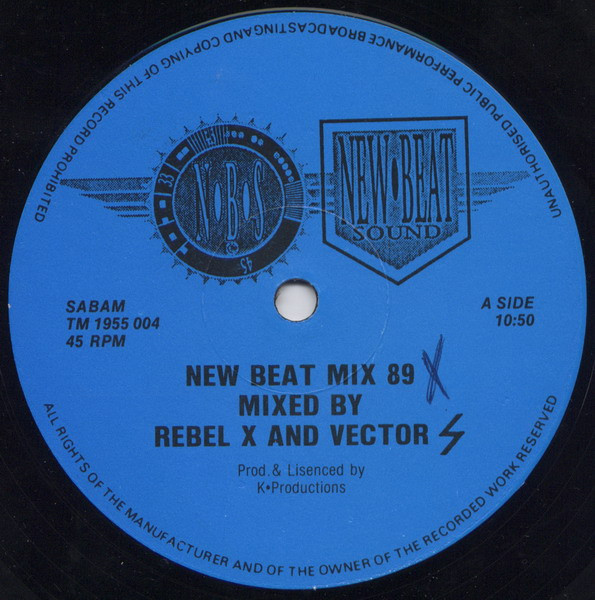 UNAUTHORISED PUBLIC PERFORMANCE BROADCASTING AND COPYING OF THIS RECORD PROHIBITED
33
45
N•B•S
NEW•BEAT
SOUND
SABAM
TM 1955 004
45 RPM
A SIDE
10:50
NEW BEAT MIX 89 X
MIXED BY
REBEL X AND VECTOR
Prod. & Lisenced by
K•Productions
ALL RIGHTS OF THE MANUFACTURER AND OF THE OWNER OF THE RECORDED WORK RESERVED